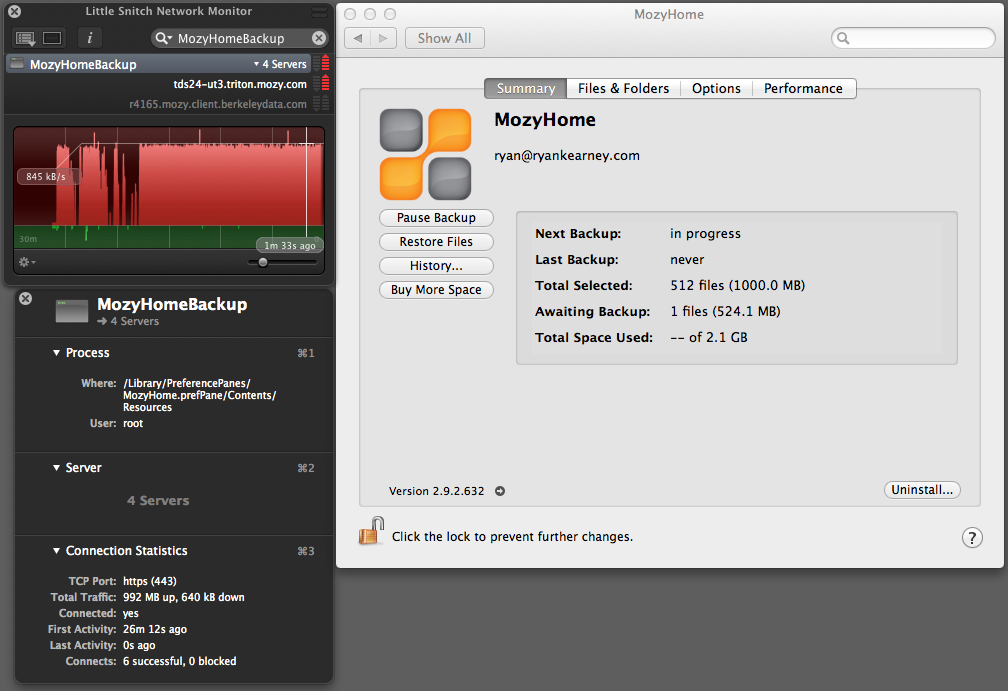 Little Snitch Network Monitor
i
MozyHomeBackup
MozyHomeBackup
4 Servers
tds24-ut3.triton.mozy.com
r4165.mozy.client.berkeleydata.com
845 kB/s
30m
0
1m 33s ago
MozyHomeBackup
➔ 4 Servers
▼ Process
⌘1
Where: /Library/PreferencePanes/
MozyHome.prefPane/Contents/
Resources
User: root
▼ Server
⌘2
4 Servers
▼ Connection Statistics
⌘3
TCP Port: https (443)
Total Traffic: 992 MB up, 640 kB down
Connected: yes
First Activity: 26m 12s ago
Last Activity: 0s ago
Connects: 6 successful, 0 blocked
MozyHome
Show All
Summary
Files & Folders
Options
Performance
MozyHome
ryan@ryankearney.com
Pause Backup
Restore Files
History...
Buy More Space
Next Backup: in progress
Last Backup: never
Total Selected: 512 files (1000.0 MB)
Awaiting Backup: 1 files (524.1 MB)
Total Space Used: -- of 2.1 GB
Version 2.9.2.632
Uninstall...
Click the lock to prevent further changes.
?